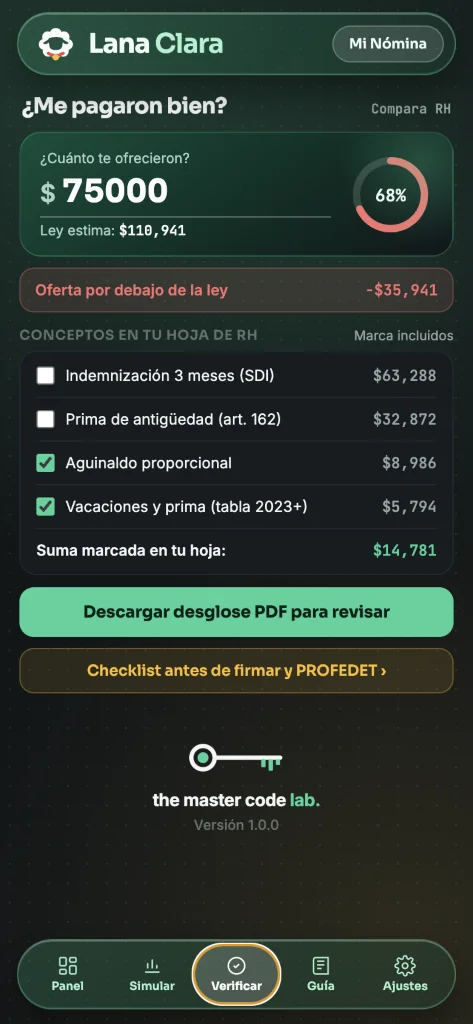 Lana Clara
Mi Nómina
¿Me pagaron bien?
Compara RH
¿Cuánto te ofrecieron?
$ 75000
68%
Ley estima: $110,941
Oferta por debajo de la ley
-$35,941
CONCEPTOS EN TU HOJA DE RH
Marca incluidos
Indemnización 3 meses (SDI)
$63,288
Prima de antigüedad (art. 162)
$32,872
Aguinaldo proporcional
$8,986
Vacaciones y prima (tabla 2023+)
$5,794
Suma marcada en tu hoja:
$14,781
Descargar desglose PDF para revisar
Checklist antes de firmar y PROFEDET ›
the master code lab.
Versión 1.0.0
Panel
Simular
Verificar
Guía
Ajustes